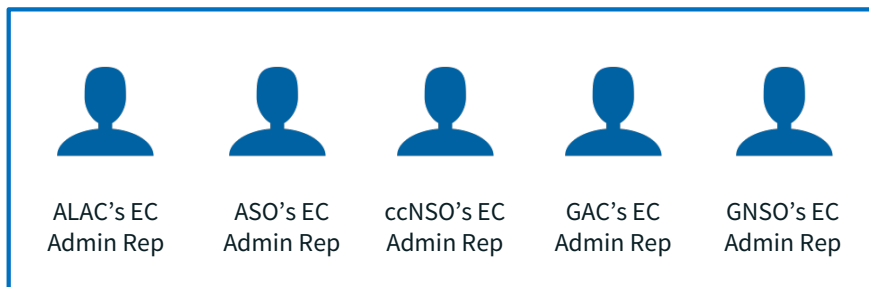 ALAC’s EC
Admin Rep
ASO’s EC
Admin Rep
ccNSO’s EC
Admin Rep
GAC’s EC
Admin Rep
GNSO’s EC
Admin Rep